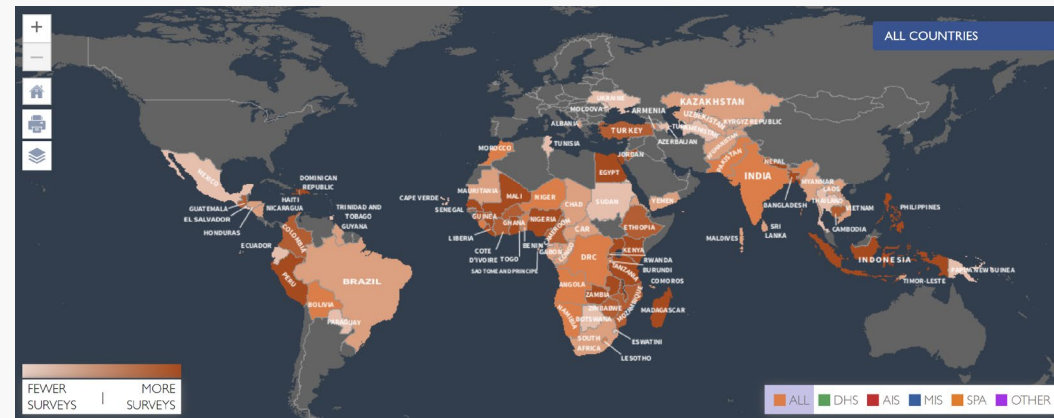 +
−
ALL COUNTRIES
UKRAINE
MOLDOVA
ARMENIA
KAZAKHSTAN
UZBEKISTAN
KYRGYZ REPUBLIC
ALBANIA
TURKEY
TURKMENISTAN
AZERBAIJAN
TUNISIA
AFGHANISTAN
MOROCCO
JORDAN
PAKISTAN
NEPAL
MEXICO
DOMINICAN
REPUBLIC
EGYPT
INDIA
MYANMAR
LAOS
HAITI
MAURITANIA
MALI
NIGER
CHAD
SUDAN
YEMEN
THAILAND
GUATEMALA
NICARAGUA
CAPE VERDE
BANGLADESH
VIETNAM
PHILIPPINES
EL SALVADOR
TRINIDAD AND
TOBAGO
SENEGAL
GUINEA
GHANA
NIGERIA
HONDURAS
GUYANA
COLOMBIA
CAMEROON
CAR
ETHIOPIA
SRI
LANKA
CAMBODIA
LIBERIA
MALDIVES
ECUADOR
COTE
D'IVOIRE
TOGO
BENIN
GABON
CONGO
DRC
KENYA
RWANDA
BURUNDI
INDONESIA
SAO TOME AND PRINCIPE
TANZANIA
COMOROS
PAPUA NEW GUINEA
TIMOR-LESTE
PERU
BRAZIL
ANGOLA
ZAMBIA
BOLIVIA
ZIMBABWE
MOZAMBIQUE
MADAGASCAR
NAMIBIA
BOTSWANA
PARAGUAY
SOUTH
AFRICA
ESWATINI
LESOTHO
FEWER
SURVEYS
|
MORE
SURVEYS
ALL
DHS
AIS
MIS
SPA
OTHER